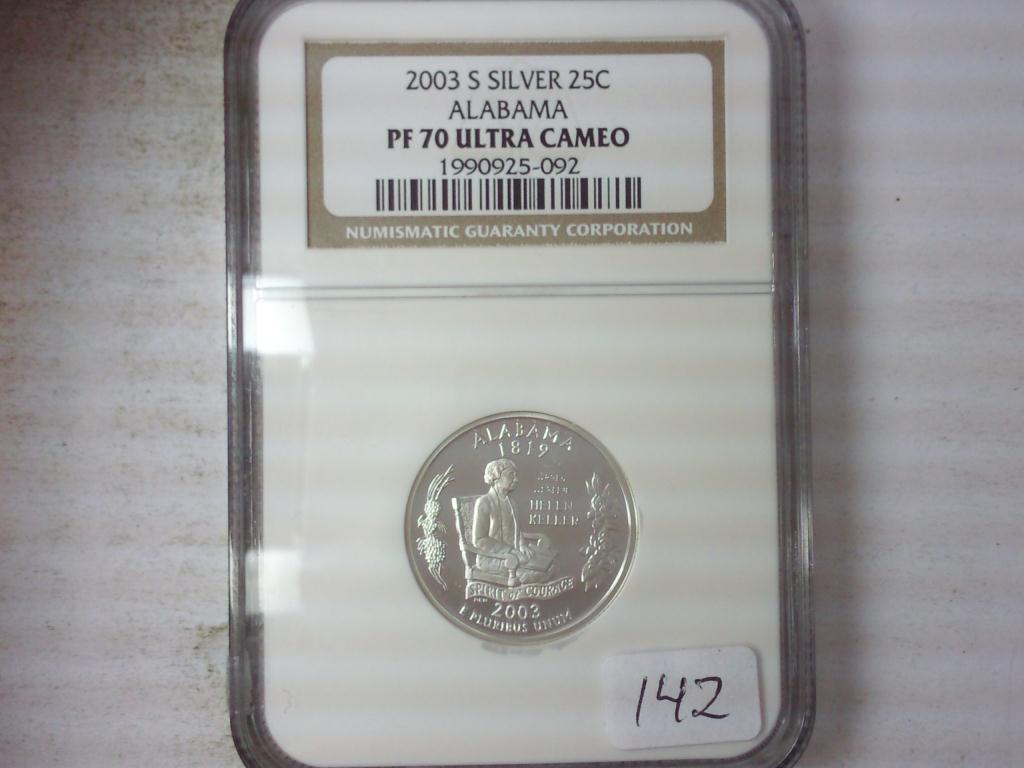 2003 S SILVER 25C
ALABAMA
PF 70 ULTRA CAMEO
1990925-092
NUMISMATIC GUARANTY CORPORATION
ALABAMA
1819
HELEN
KELLER
SPIRIT of COURAGE
2003
E PLURIBUS UNUM
142